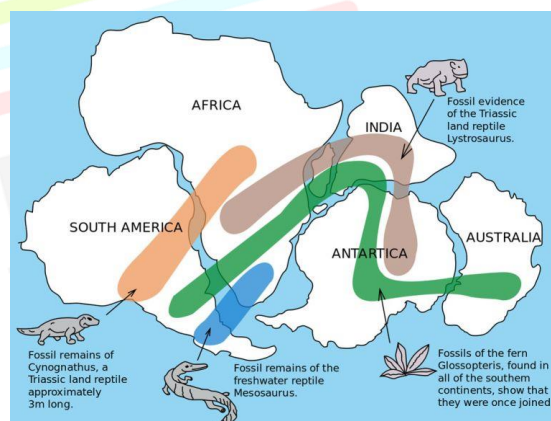 AFRICA
INDIA
Fossil evidence
of the Triassic
land reptile
Lystrosaurus.
SOUTH AMERICA
ANTARTICA
AUSTRALIA
Fossil remains of
Cynognathus, a
Triassic land reptile
approximately
3m long.
Fossil remains of the
freshwater reptile
Mesosaurus.
Fossils of the fern
Glossopteris, found in
all of the southern
continents, show that
they were once joined